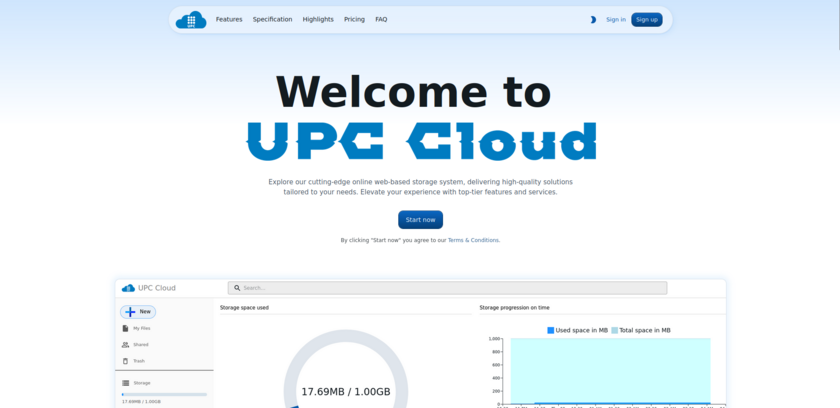 UPC
Features
Specification
Highlights
Pricing
FAQ
Sign in
Sign up
Welcome to
UPC Cloud
Explore our cutting-edge online web-based storage system, delivering high-quality solutions
tailored to your needs. Elevate your experience with top-tier features and services.
Start now
By clicking "Start now" you agree to our Terms & Conditions.
UPC Cloud
Search...
New
My files
Shared
Trash
Storage
17.69MB / 1.00GB
Storage space used
17.69MB / 1.00GB
Storage progression on time
Used space in MB
Total space in MB
1,000
800
600
400
200
0